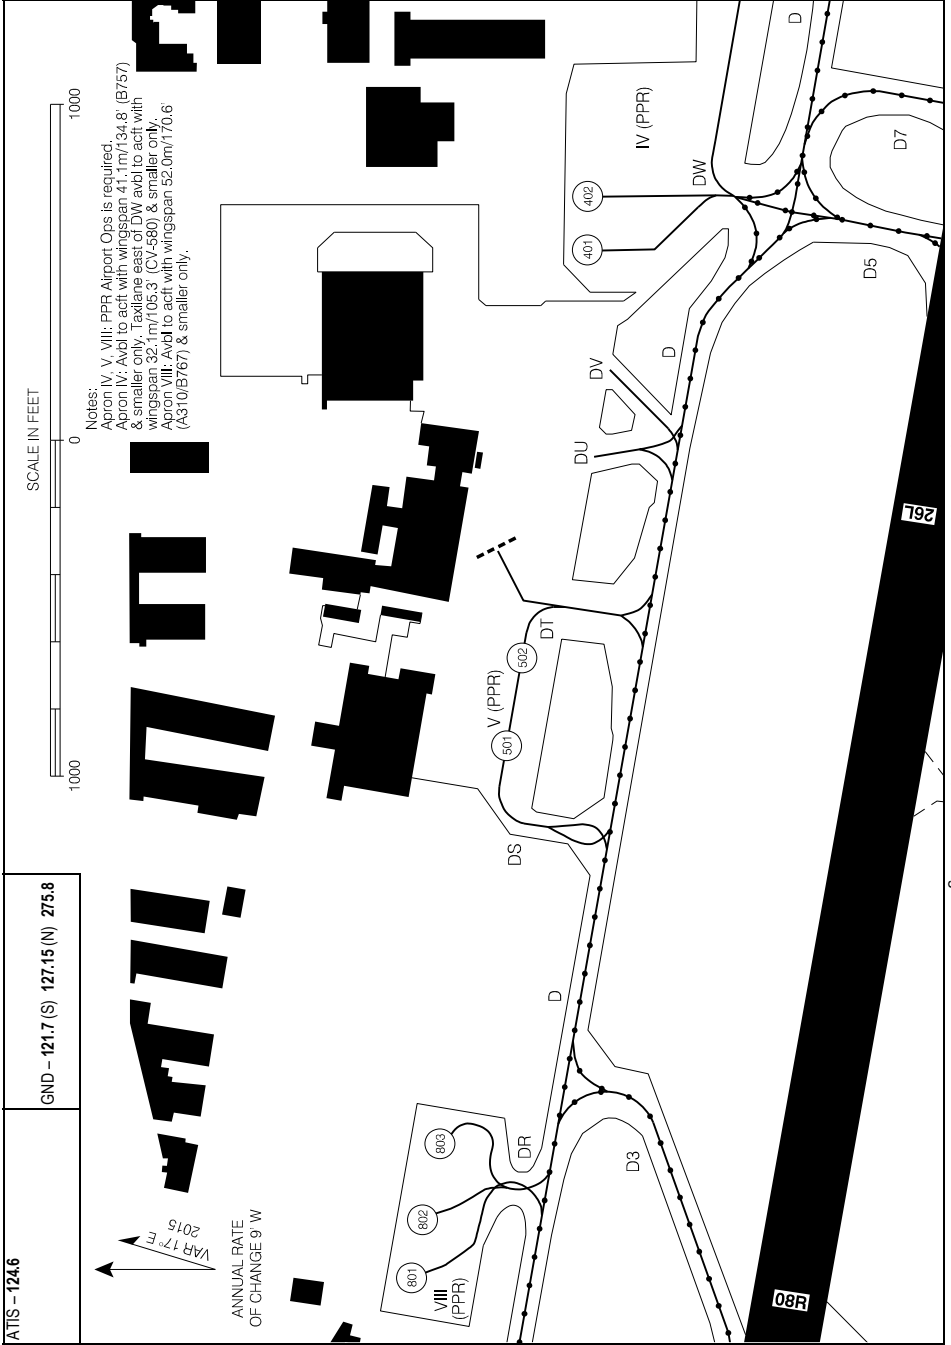 ATIS – 124.6
GND – 121.7 (S) 127.15 (N) 275.8
SCALE IN FEET
1000
0
1000
Notes:
Apron IV, V, VIII: PPR Airport Ops is required.
Apron IV: Avbl to acft with wingspan 41.1m/134.8' (B757)
& smaller only. Taxilane east of DW avbl to acft with
wingspan 32.1m/105.3' (CV-580) & smaller only.
Apron VIII: Avbl to acft with wingspan 52.0m/170.6'
(A310/B767) & smaller only.
VAR 17° E
2015
ANNUAL RATE
OF CHANGE 9' W
801
802
803
VIII
(PPR)
DR
D3
D
DS
501
502
V (PPR)
DT
DU
DV
D
401
402
IV (PPR)
DW
D
D5
D7
08R
26L